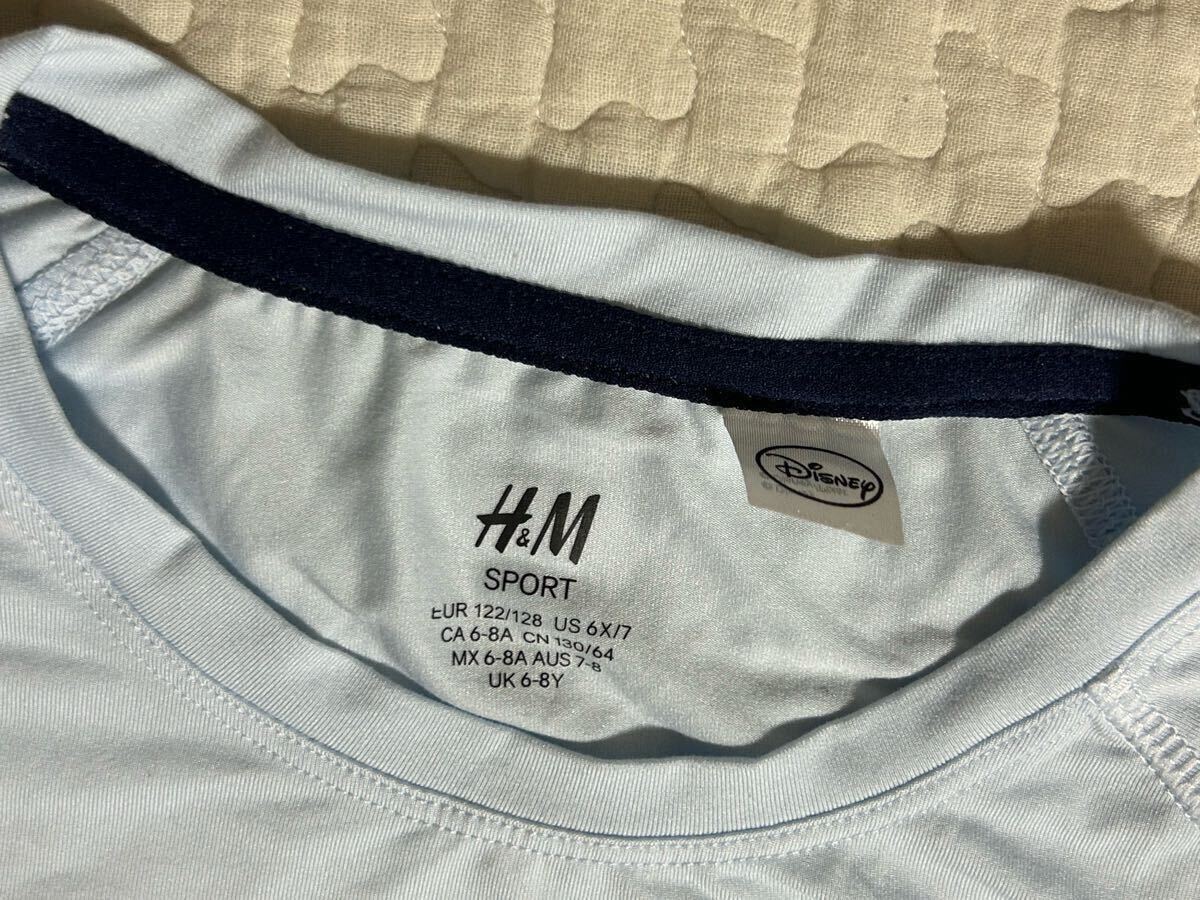 Disney
H&M
SPORT
EUR 122/128 US 6X/7
CA 6-8A CN 130/64
MX 6-8A AUS 7-8
UK 6-8Y